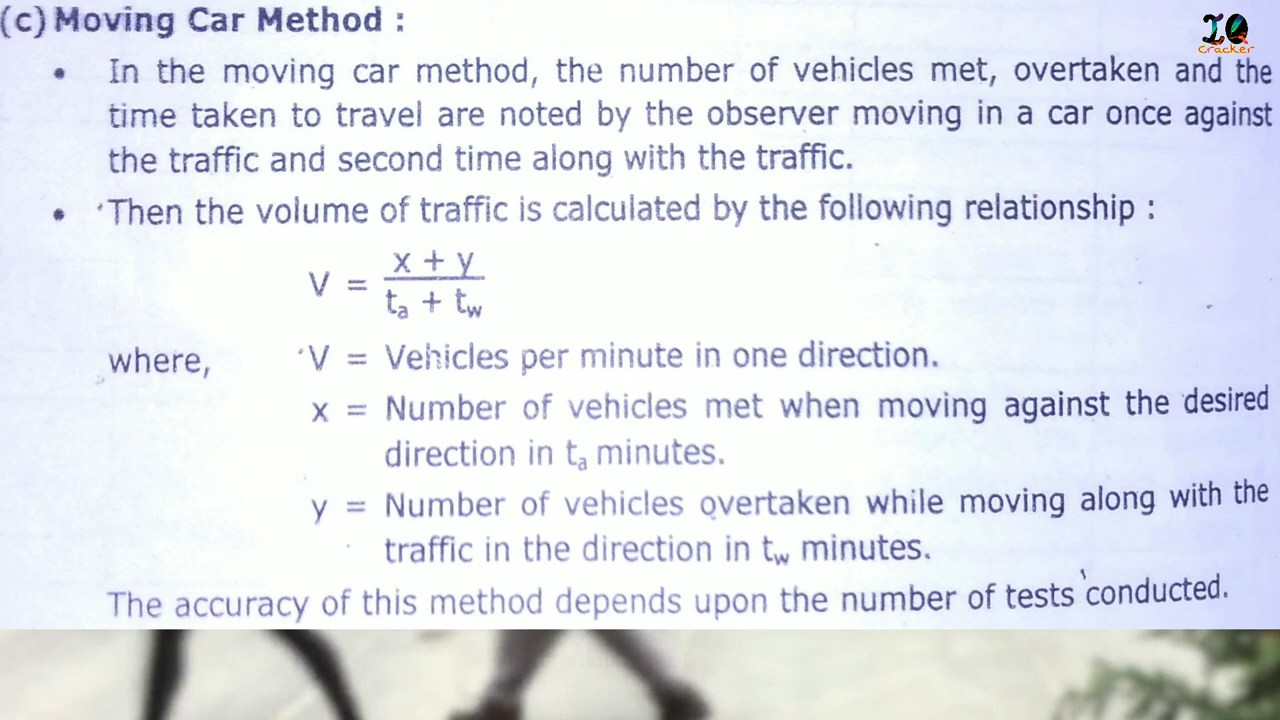 (c) Moving Car Method :
IQ
cracker
• In the moving car method, the number of vehicles met, overtaken and the
time taken to travel are noted by the observer moving in a car once against
the traffic and second time along with the traffic.
• Then the volume of traffic is calculated by the following relationship :
V = (x + y) / (tₐ + t_w)
where, V = Vehicles per minute in one direction.
x = Number of vehicles met when moving against the desired
direction in tₐ minutes.
y = Number of vehicles overtaken while moving along with the
traffic in the direction in t_w minutes.
The accuracy of this method depends upon the number of tests conducted.